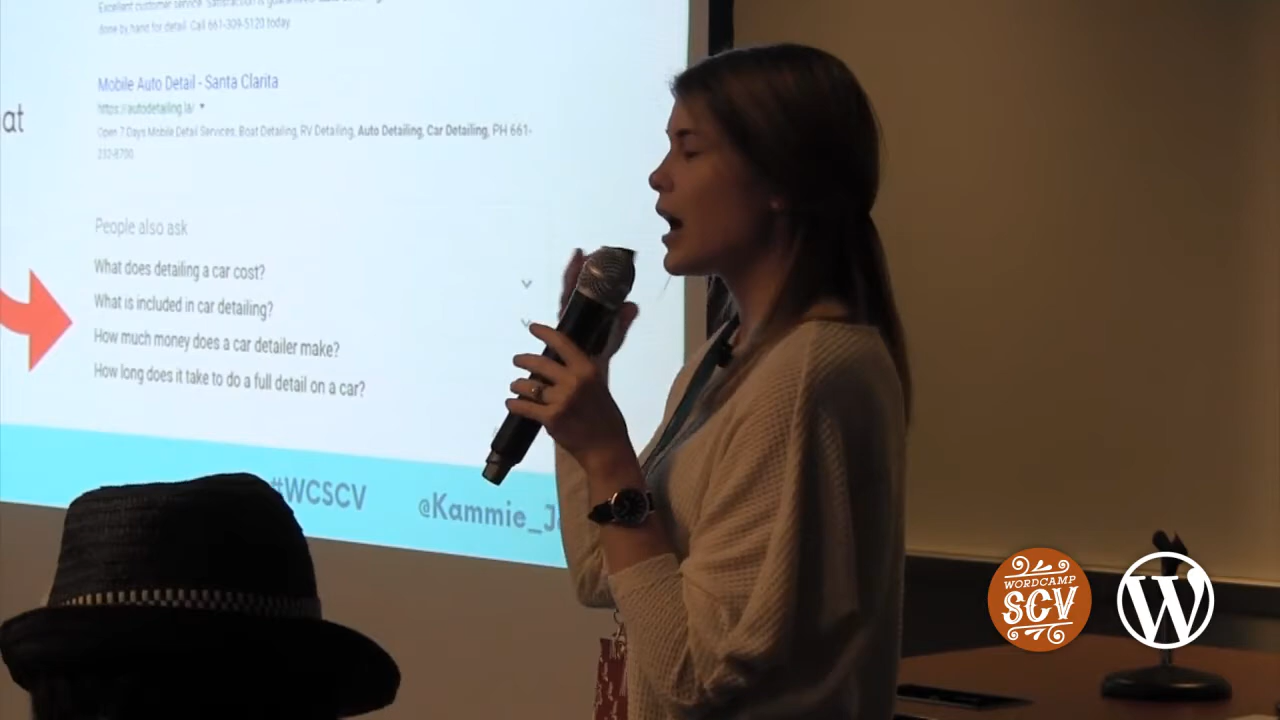 Excellent customer service. Satisfaction is guaranteed.
done by hand for detail. Call 661-309-5120 today.
Mobile Auto Detail - Santa Clarita
https://autodetailing.la/
at
Open 7 Days Mobile Detail Services, Boat Detailing, RV Detailing, Auto Detailing, Car Detailing, PH 661-
232-8700.
People also ask
What does detailing a car cost?
What is included in car detailing?
How much money does a car detailer make?
How long does it take to do a full detail on a car?
#WCSCV @Kammie_J
WORDCAMP
SCV
W